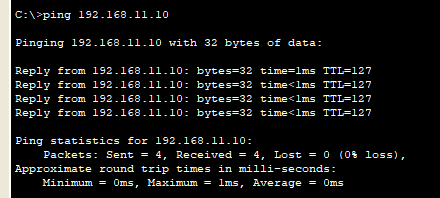 C:\>ping 192.168.11.10
Pinging 192.168.11.10 with 32 bytes of data:
Reply from 192.168.11.10: bytes=32 time=1ms TTL=127
Reply from 192.168.11.10: bytes=32 time<1ms TTL=127
Reply from 192.168.11.10: bytes=32 time<1ms TTL=127
Reply from 192.168.11.10: bytes=32 time<1ms TTL=127
Ping statistics for 192.168.11.10:
Packets: Sent = 4, Received = 4, Lost = 0 (0% loss),
Approximate round trip times in milli-seconds:
Minimum = 0ms, Maximum = 1ms, Average = 0ms